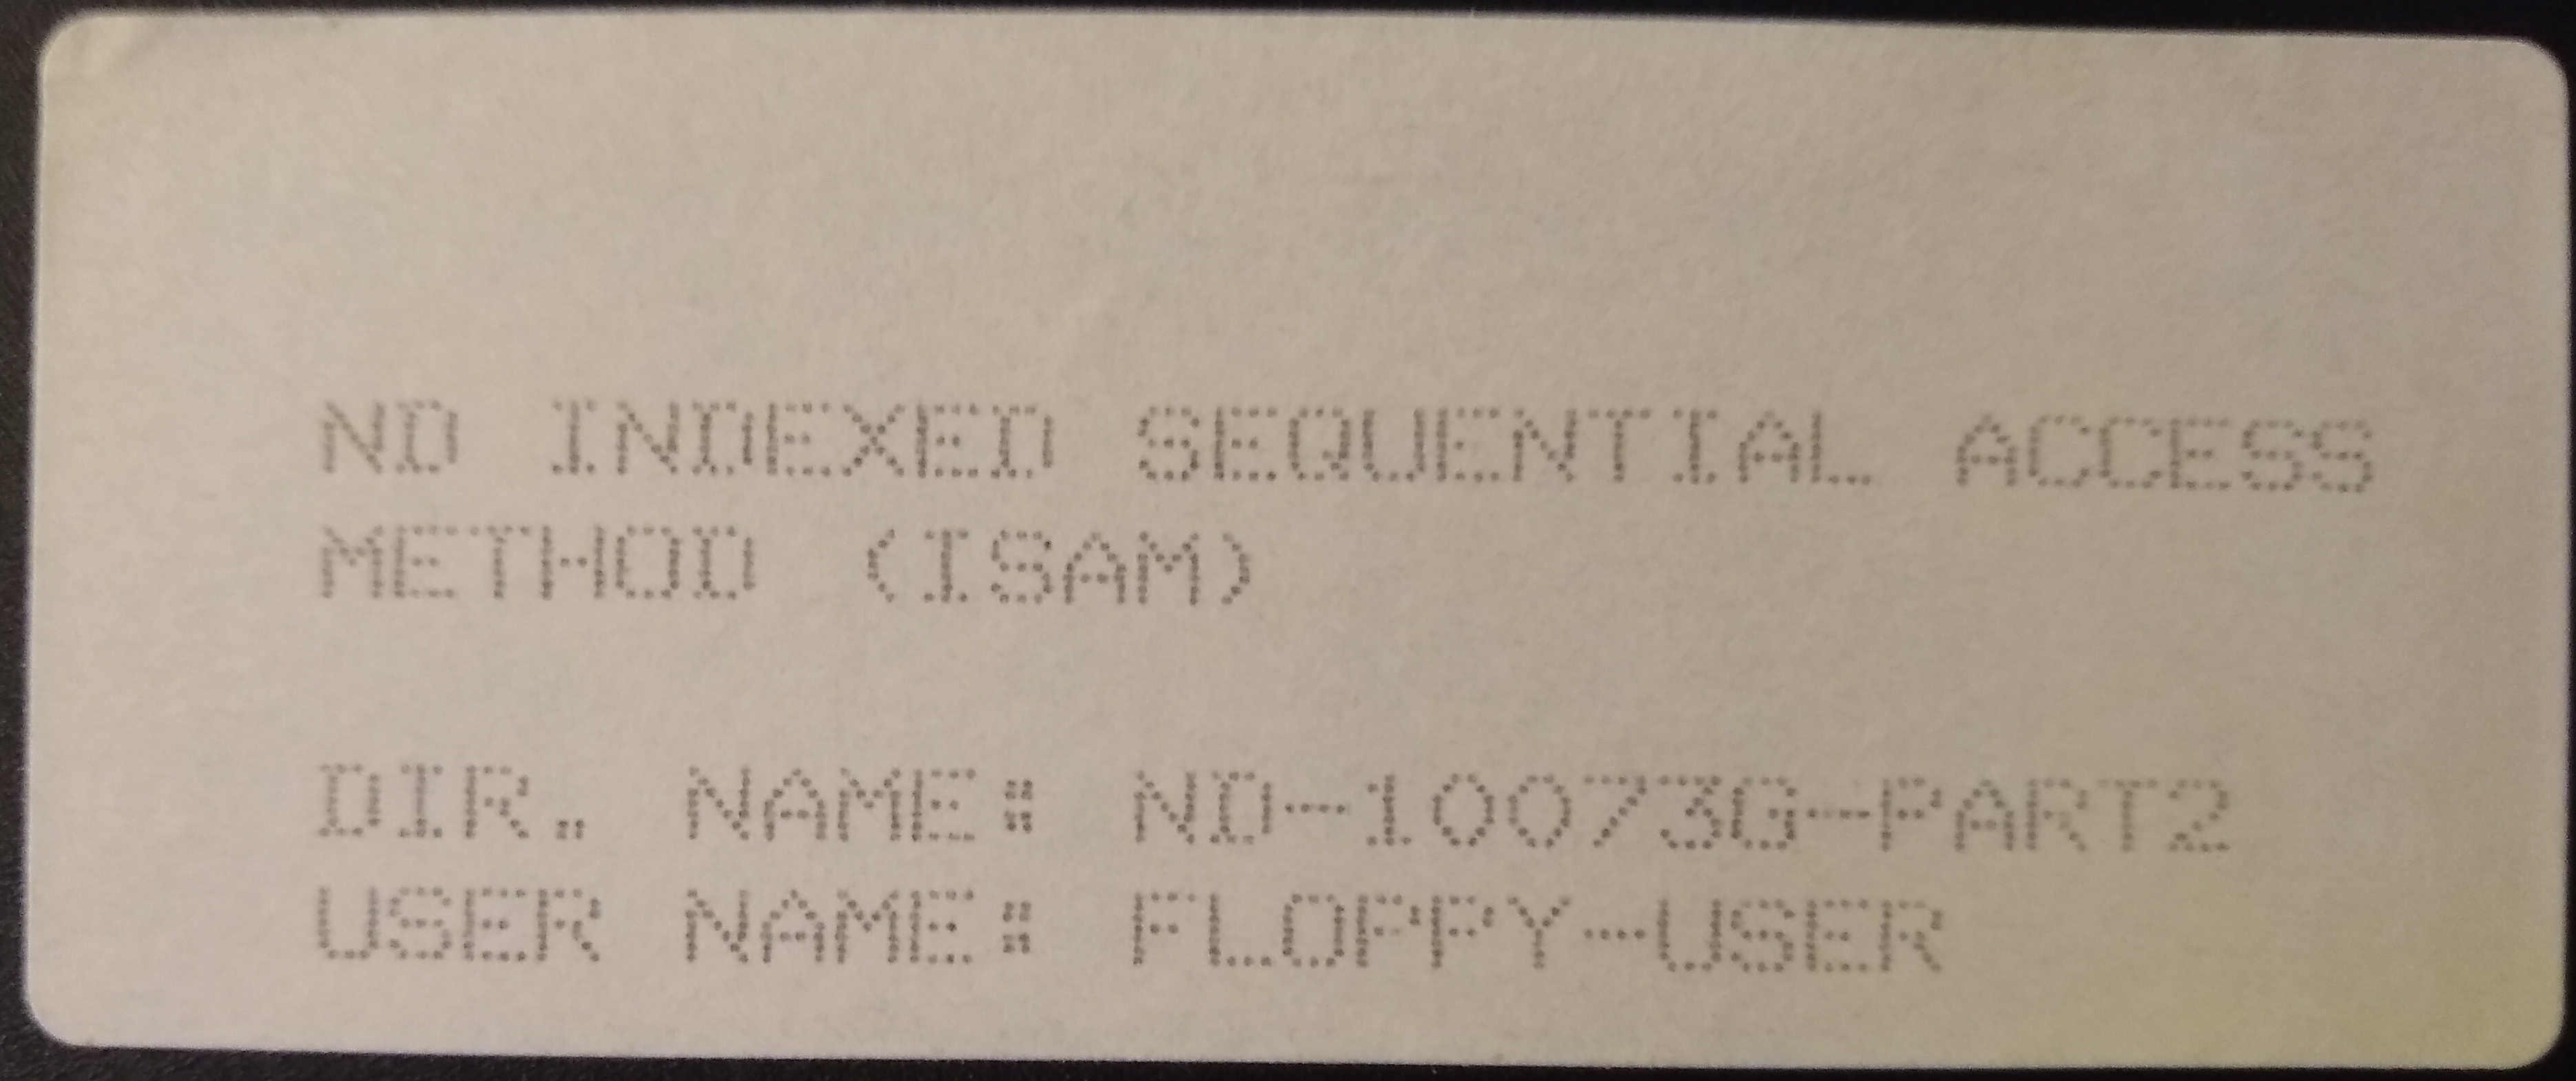 ND INDEXED SEQUENTIAL ACCESS
METHOD (ISAM)
DIR. NAME: ND-10073G-PART2
USER NAME: FLOPPY-USER